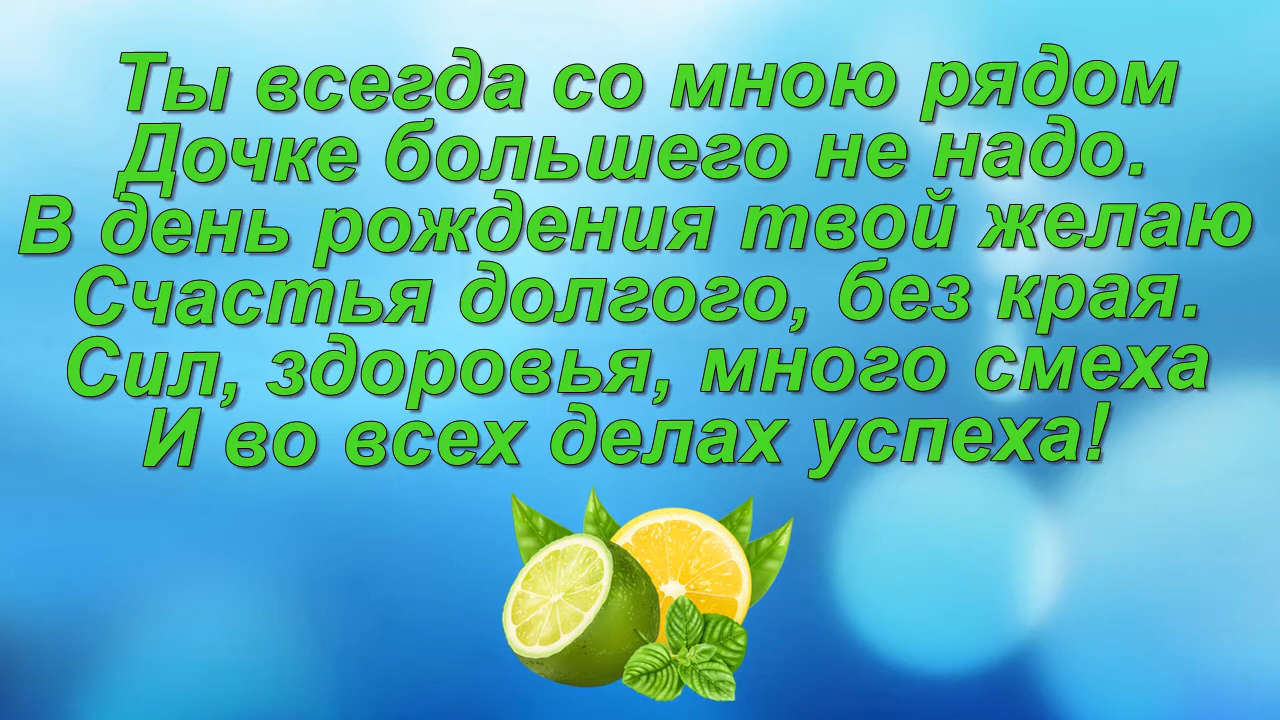 Ты всегда со мною рядом
Дочке большего не надо.
В день рождения твой желаю
Счастья долгого, без края.
Сил, здоровья, много смеха
И во всех делах успеха!